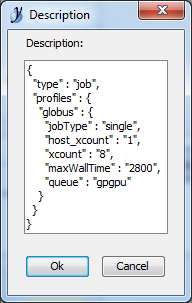 Description
Description:
{
"type" : "job",
"profiles" : {
"globus" : {
"jobType" : "single",
"host_xcount" : "1",
"xcount" : "8",
"maxWallTime" : "2800",
"queue" : "gpgpu"
}
}
}
Ok Cancel